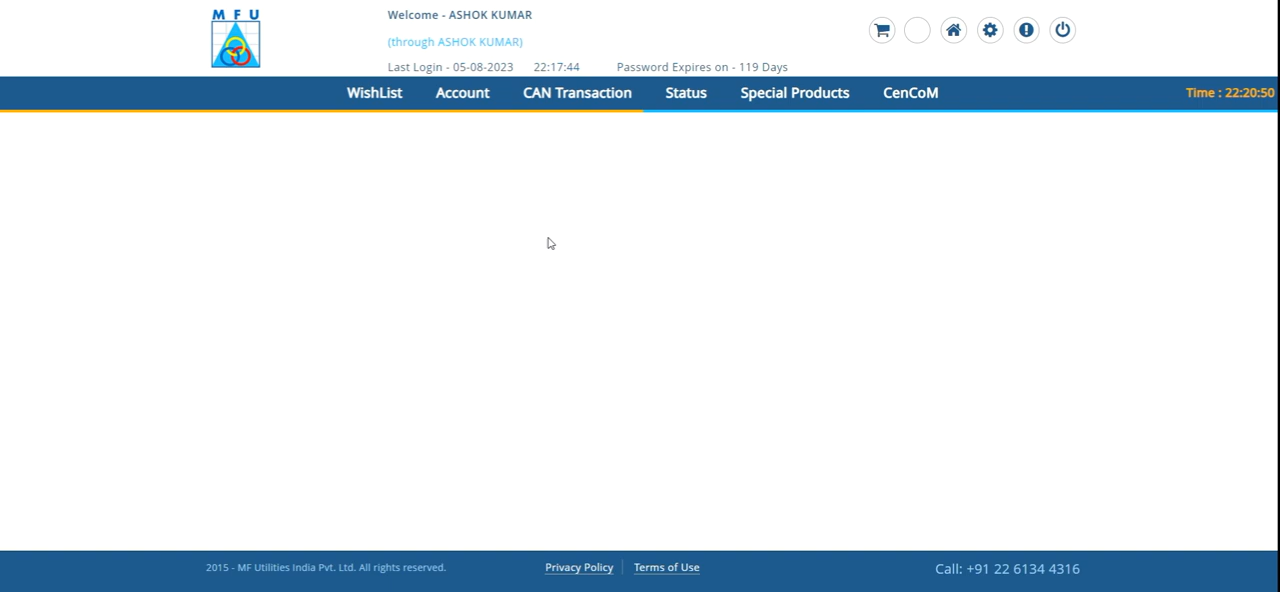 M F U
Welcome - ASHOK KUMAR
(through ASHOK KUMAR)
Last Login - 05-08-2023 22:17:44 Password Expires on - 119 Days
WishList Account CAN Transaction Status Special Products CenCoM Time : 22:20:50
2015 - MF Utilities India Pvt. Ltd. All rights reserved. Privacy Policy Terms of Use Call: +91 22 6134 4316